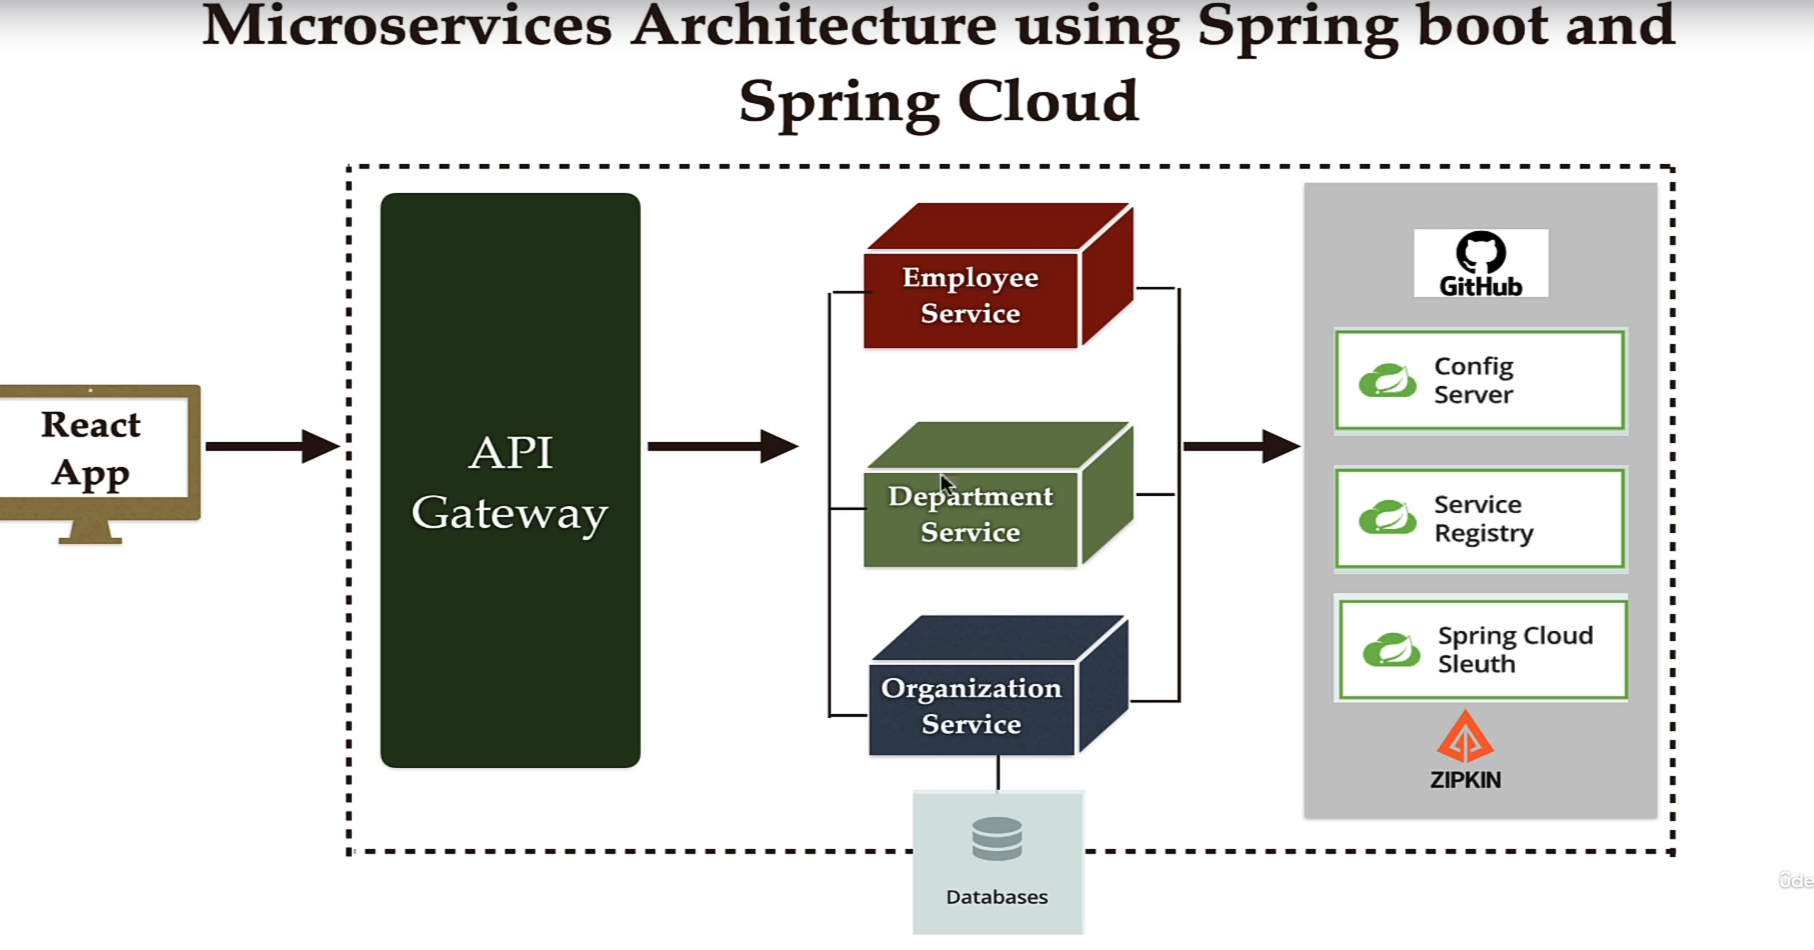 Microservices Architecture using Spring boot and
Spring Cloud
React
App
API
Gateway
Employee
Service
Department
Service
Organization
Service
Databases
GitHub
Config
Server
Service
Registry
Spring Cloud
Sleuth
ZIPKIN